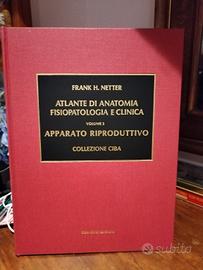 FRANK H. NETTER
ATLANTE DI ANATOMIA
FISIOPATOLOGIA E CLINICA
VOLUME 2
APPARATO RIPRODUTTIVO
COLLEZIONE CIBA
subito